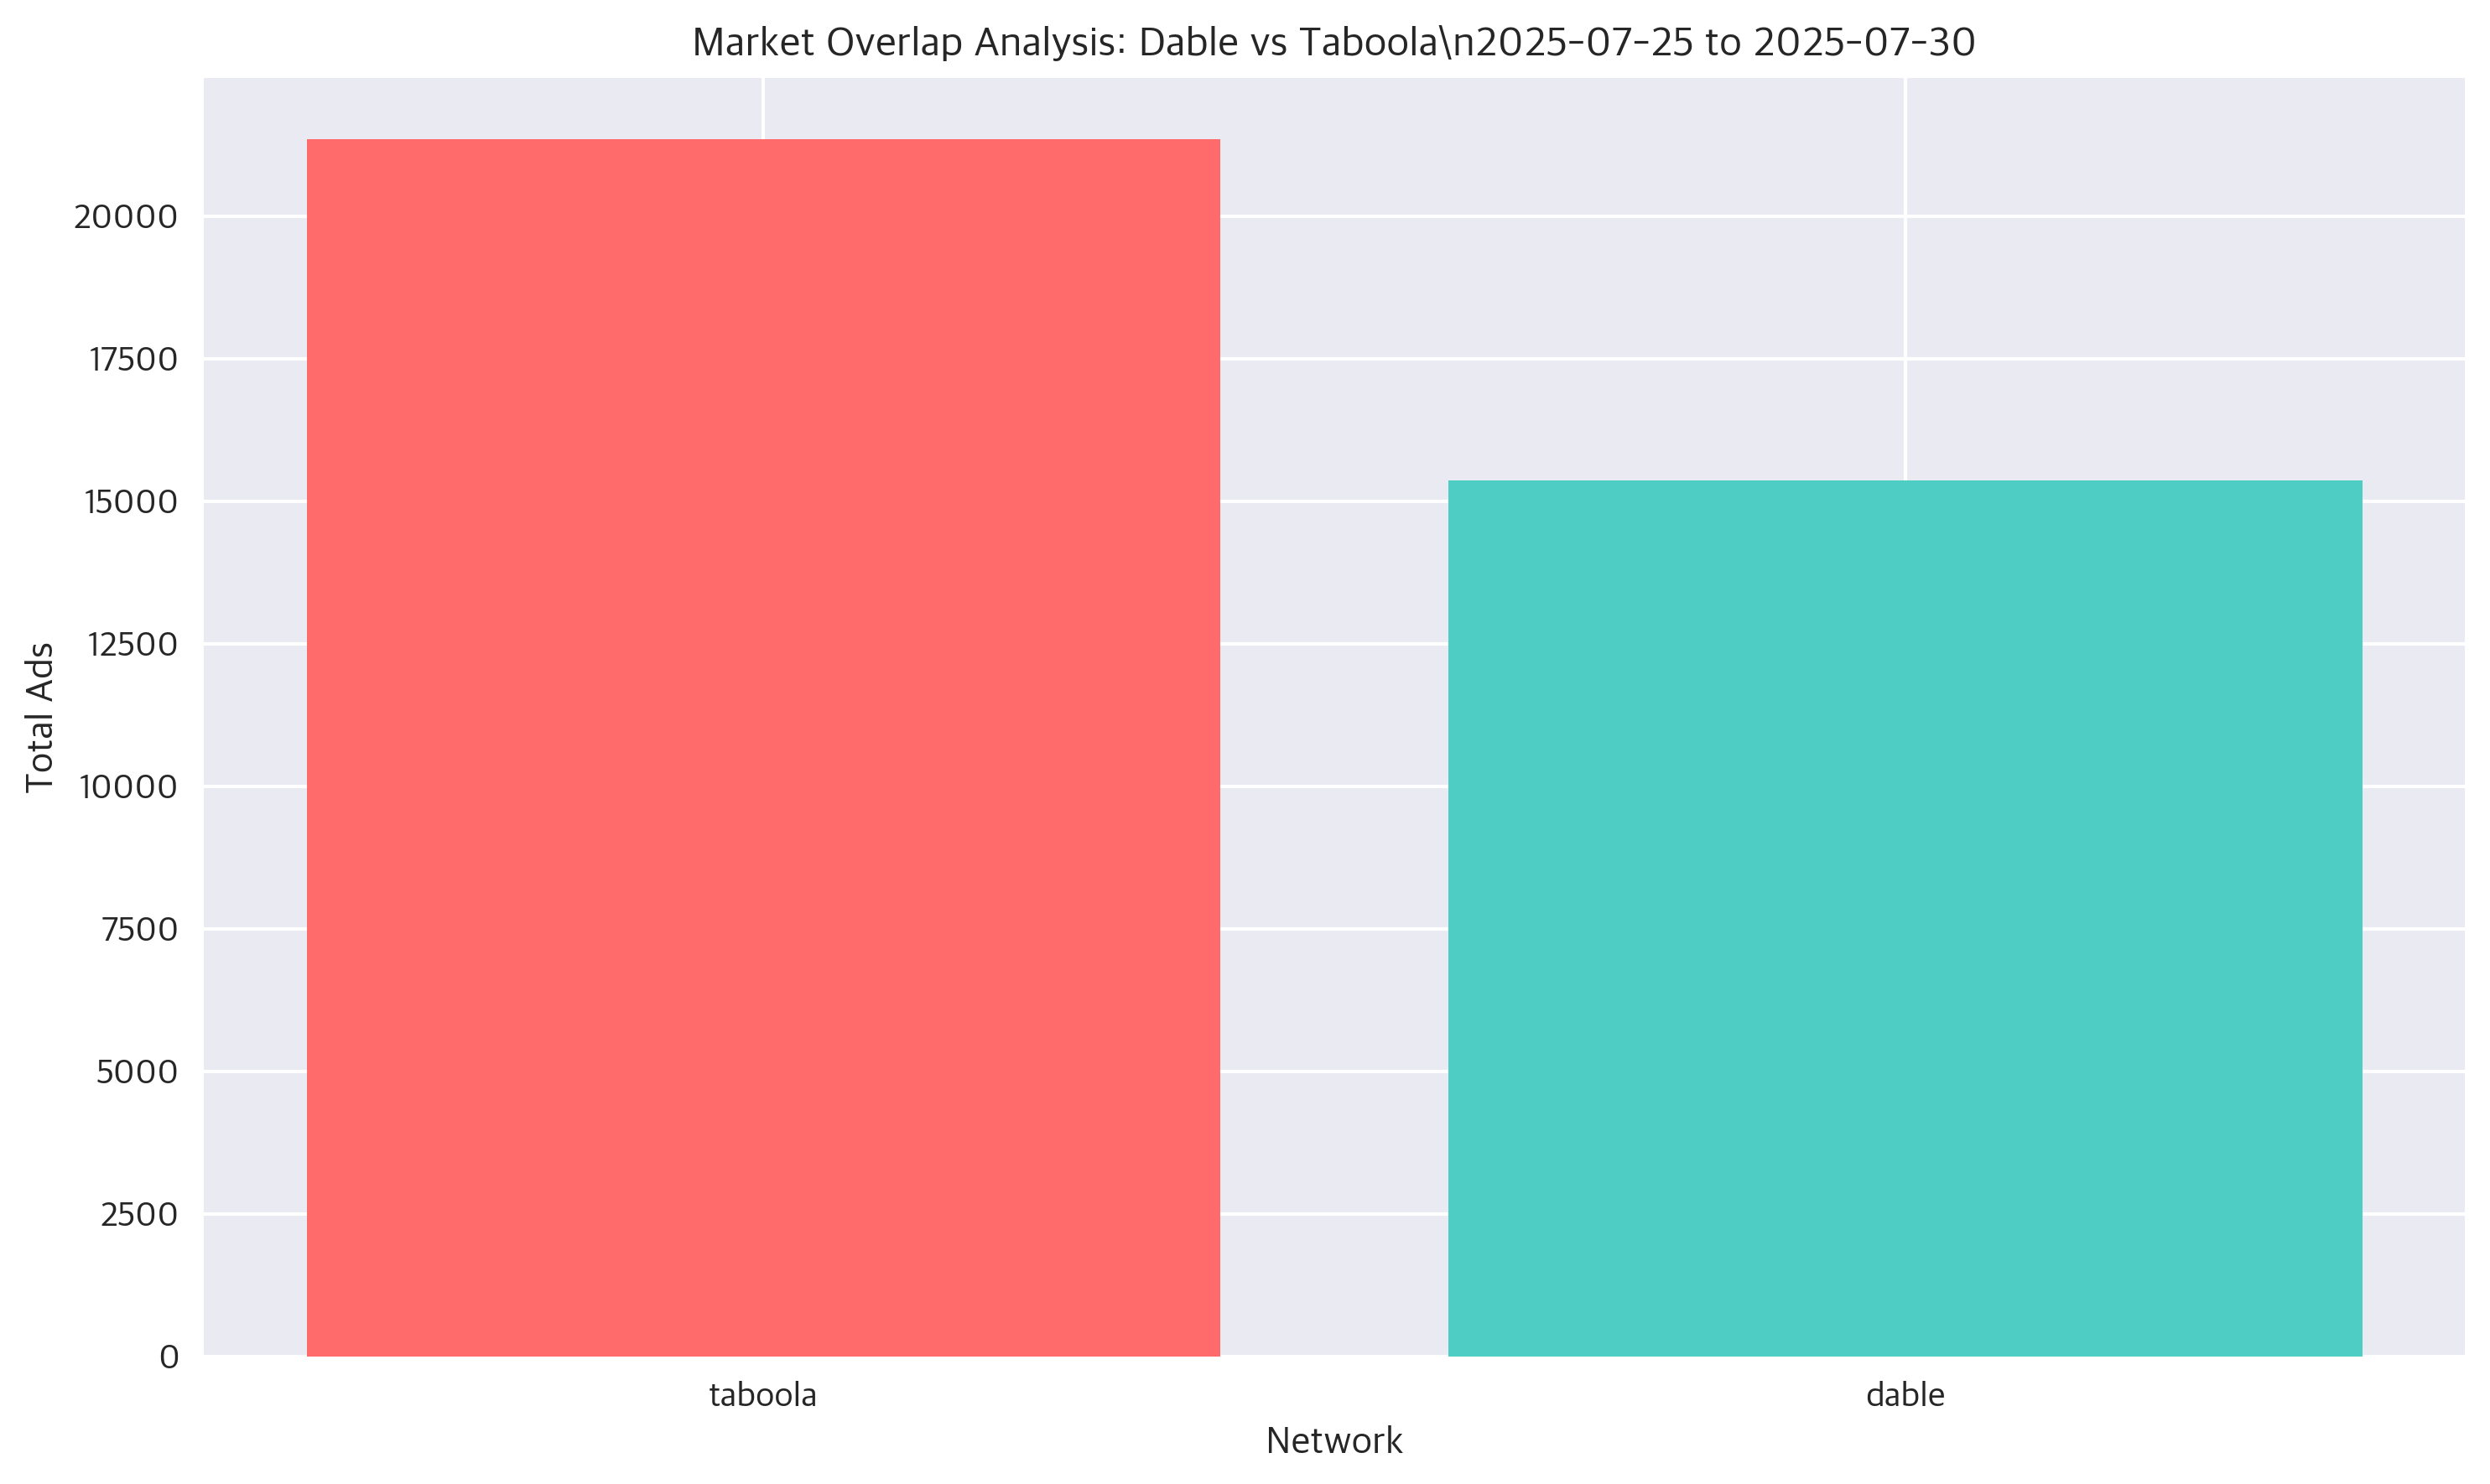 Market Overlap Analysis: Dable vs Taboola\n2025-07-25 to 2025-07-30
Total Ads
20000
17500
15000
12500
10000
7500
5000
2500
0
taboola
dable
Network